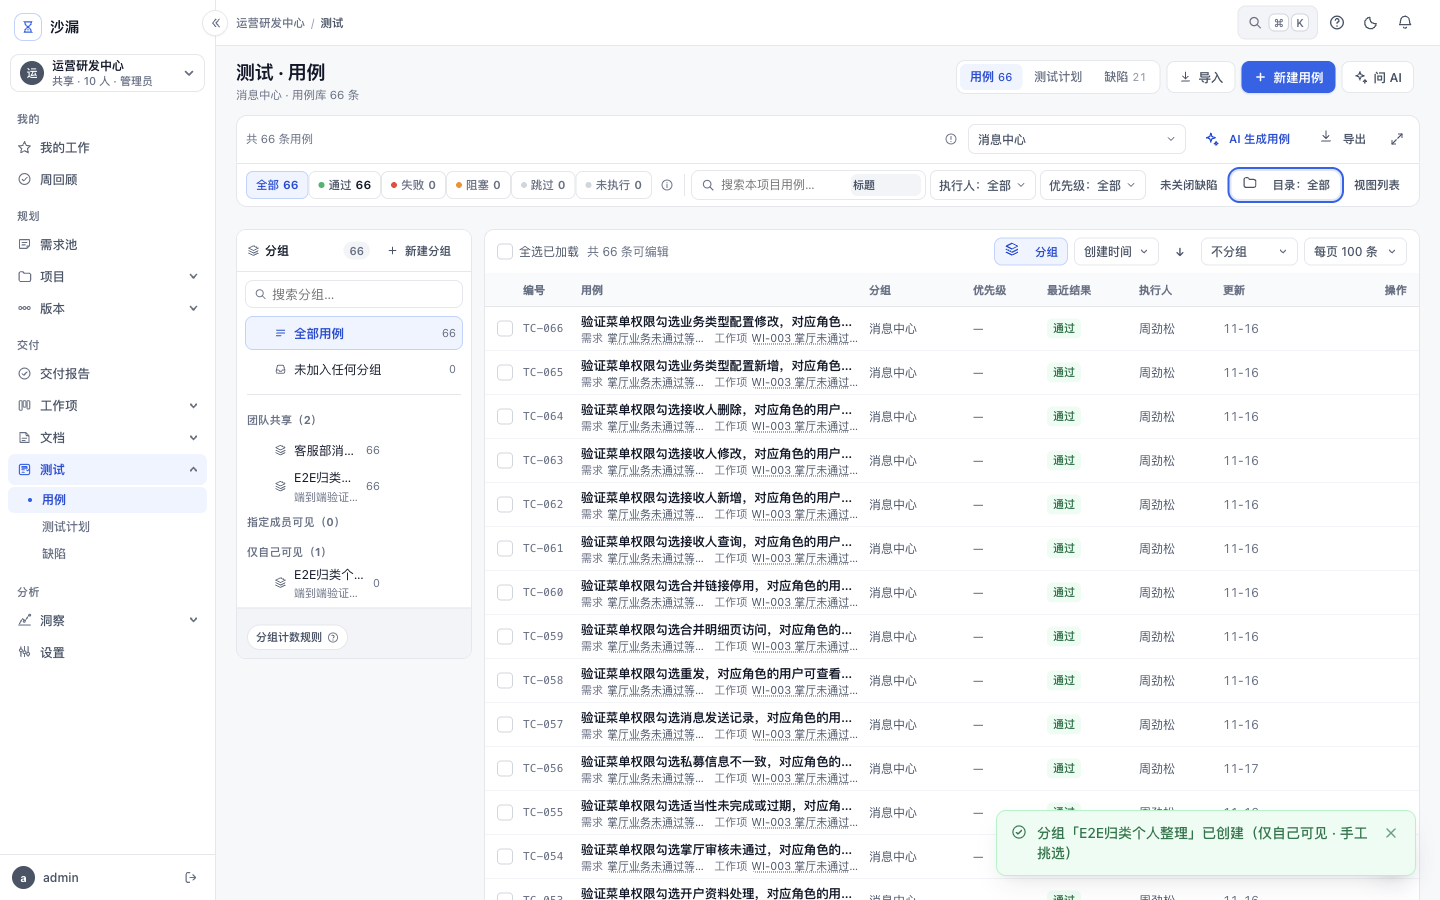 沙漏
运
运营研发中心
共享 · 10 人 · 管理员
我的
我的工作
周回顾
规划
需求池
项目
版本
交付
交付报告
工作项
文档
测试
用例
测试计划
缺陷
分析
洞察
设置
a admin
运营研发中心 / 测试
⌘ K
测试 · 用例
消息中心 · 用例库 66 条
用例 66 测试计划 缺陷 21 导入 新建用例 问 AI
共 66 条用例 消息中心 AI 生成用例 导出
全部 66 通过 66 失败 0 阻塞 0 跳过 0 未执行 0 搜索本项目用例... 标题 执行人：全部 优先级：全部 未关闭缺陷 目录：全部 视图列表
分组 66 新建分组
搜索分组...
全部用例 66
未加入任何分组 0
团队共享（2）
客服部消... 66
E2E归类... 66
端到端验证...
指定成员可见（0）
仅自己可见（1）
E2E归类个... 0
端到端验证...
分组计数规则
全选已加载 共 66 条可编辑 分组 创建时间 不分组 每页 100 条
编号 用例 分组 优先级 最近结果 执行人 更新 操作
TC-066 验证菜单权限勾选业务类型配置修改，对应角色... 消息中心 — 通过 周劲松 11-16
需求 掌厅业务未通过等... 工作项 WI-003 掌厅未通过...
TC-065 验证菜单权限勾选业务类型配置新增，对应角色... 消息中心 — 通过 周劲松 11-16
需求 掌厅业务未通过等... 工作项 WI-003 掌厅未通过...
TC-064 验证菜单权限勾选接收人删除，对应角色的用户... 消息中心 — 通过 周劲松 11-16
需求 掌厅业务未通过等... 工作项 WI-003 掌厅未通过...
TC-063 验证菜单权限勾选接收人修改，对应角色的用户... 消息中心 — 通过 周劲松 11-16
需求 掌厅业务未通过等... 工作项 WI-003 掌厅未通过...
TC-062 验证菜单权限勾选接收人新增，对应角色的用户... 消息中心 — 通过 周劲松 11-16
需求 掌厅业务未通过等... 工作项 WI-003 掌厅未通过...
TC-061 验证菜单权限勾选接收人查询，对应角色的用户... 消息中心 — 通过 周劲松 11-16
需求 掌厅业务未通过等... 工作项 WI-003 掌厅未通过...
TC-060 验证菜单权限勾选合并链接停用，对应角色的用... 消息中心 — 通过 周劲松 11-16
需求 掌厅业务未通过等... 工作项 WI-003 掌厅未通过...
TC-059 验证菜单权限勾选合并明细页访问，对应角色的... 消息中心 — 通过 周劲松 11-16
需求 掌厅业务未通过等... 工作项 WI-003 掌厅未通过...
TC-058 验证菜单权限勾选重发，对应角色的用户可查看... 消息中心 — 通过 周劲松 11-16
需求 掌厅业务未通过等... 工作项 WI-003 掌厅未通过...
TC-057 验证菜单权限勾选消息发送记录，对应角色的用... 消息中心 — 通过 周劲松 11-16
需求 掌厅业务未通过等... 工作项 WI-003 掌厅未通过...
TC-056 验证菜单权限勾选私募信息不一致，对应角色的... 消息中心 — 通过 周劲松 11-17
需求 掌厅业务未通过等... 工作项 WI-003 掌厅未通过...
TC-055 验证菜单权限勾选适当性未完成或过期，对应角... 消息中心 —
需求 掌厅业务未通过等... 工作项 WI-003 掌厅未通过...
TC-054 验证菜单权限勾选掌厅审核未通过，对应角色的... 消息中心 —
需求 掌厅业务未通过等... 工作项 WI-003 掌厅未通过...
TC-053 验证菜单权限勾选开户资料处理，对应角色的用... 消息中心
分组「E2E归类个人整理」已创建（仅自己可见 · 手工
挑选）